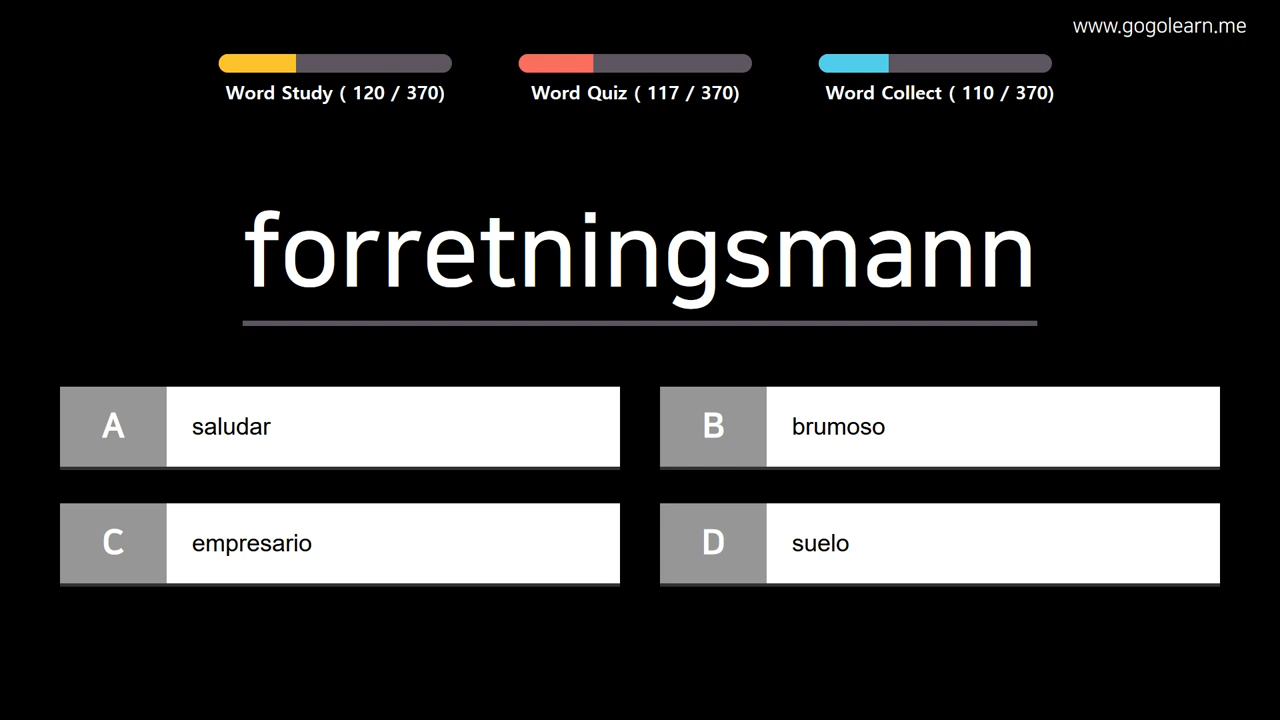 www.gogolearn.me
Word Study ( 120 / 370)
Word Quiz ( 117 / 370)
Word Collect ( 110 / 370)
forretningsmann
A saludar
B brumoso
C empresario
D suelo